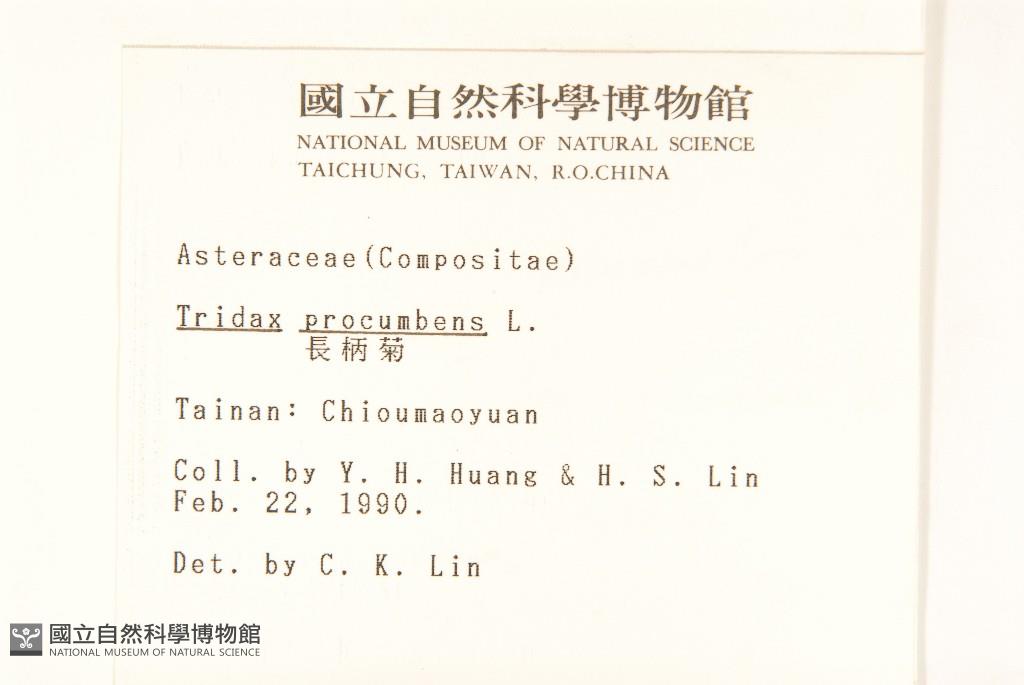 國立自然科學博物館
NATIONAL MUSEUM OF NATURAL SCIENCE
TAICHUNG, TAIWAN, R.O.CHINA
Asteraceae(Compositae)
Tridax procumbens L.
長柄菊
Tainan: Chioumaoyuan
Coll. by Y. H. Huang & H. S. Lin
Feb. 22, 1990.
Det. by C. K. Lin
國立自然科學博物館
NATIONAL MUSEUM OF NATURAL SCIENCE